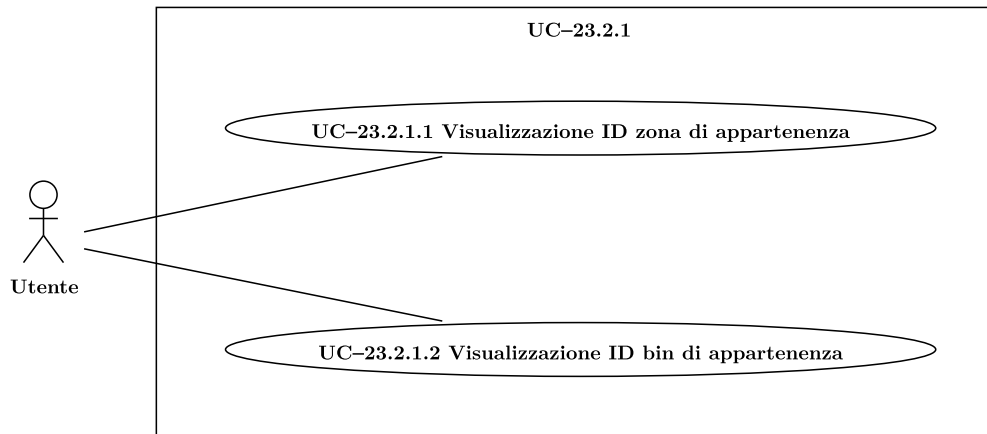 UC–23.2.1
UC–23.2.1.1 Visualizzazione ID zona di appartenenza
Utente
UC–23.2.1.2 Visualizzazione ID bin di appartenenza